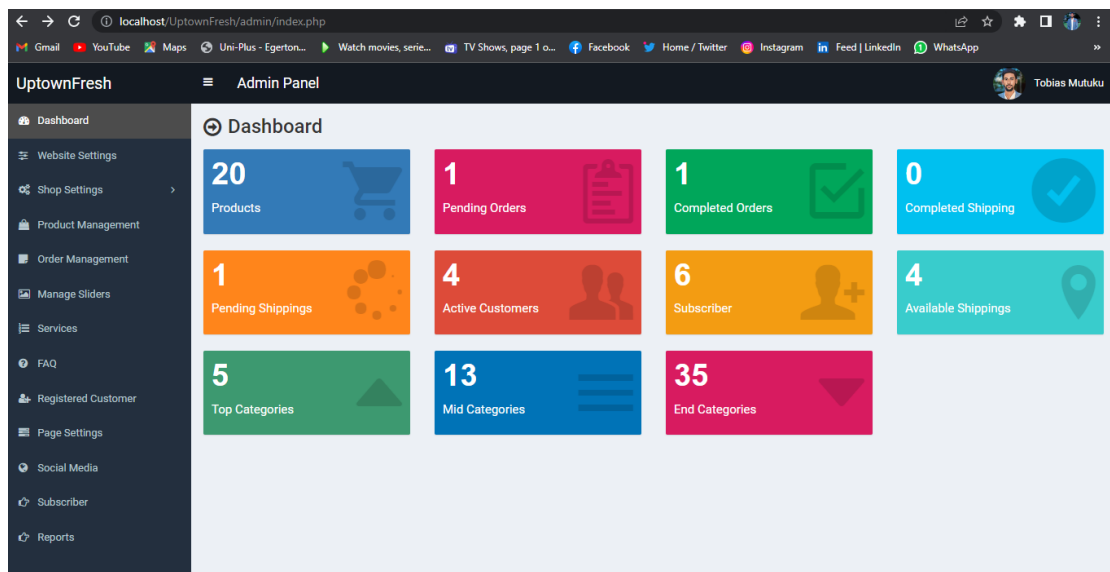 localhost/UptownFresh/admin/index.php
Gmail YouTube Maps Uni-Plus - Egerton... Watch movies, serie... TV Shows, page 1 o... Facebook Home / Twitter Instagram Feed | LinkedIn WhatsApp »
UptownFresh Admin Panel Tobias Mutuku
Dashboard
Website Settings
Shop Settings
Product Management
Order Management
Manage Sliders
Services
FAQ
Registered Customer
Page Settings
Social Media
Subscriber
Reports
Dashboard
20
Products
1
Pending Orders
1
Completed Orders
0
Completed Shipping
1
Pending Shippings
4
Active Customers
6
Subscriber
4
Available Shippings
5
Top Categories
13
Mid Categories
35
End Categories